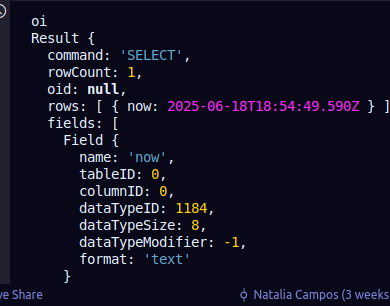 oi
Result {
  command: 'SELECT',
  rowCount: 1,
  oid: null,
  rows: [ { now: 2025-06-18T18:54:49.590Z } ]
  fields: [
    Field {
      name: 'now',
      tableID: 0,
      columnID: 0,
      dataTypeID: 1184,
      dataTypeSize: 8,
      dataTypeModifier: -1,
      format: 'text'
    }
ve Share Natalia Campos (3 weeks